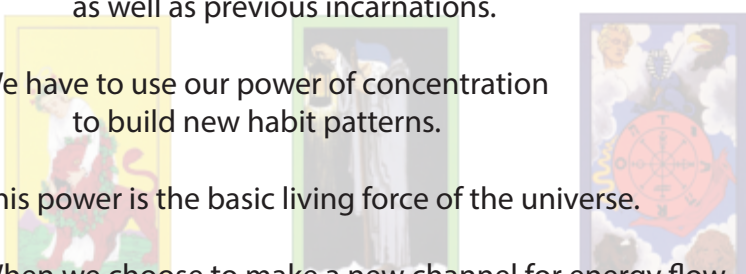 as well as previous incarnations.
We have to use our power of concentration
to build new habit patterns.
his power is the basic living force of the universe.
When we choose to make a new channel for energy flow